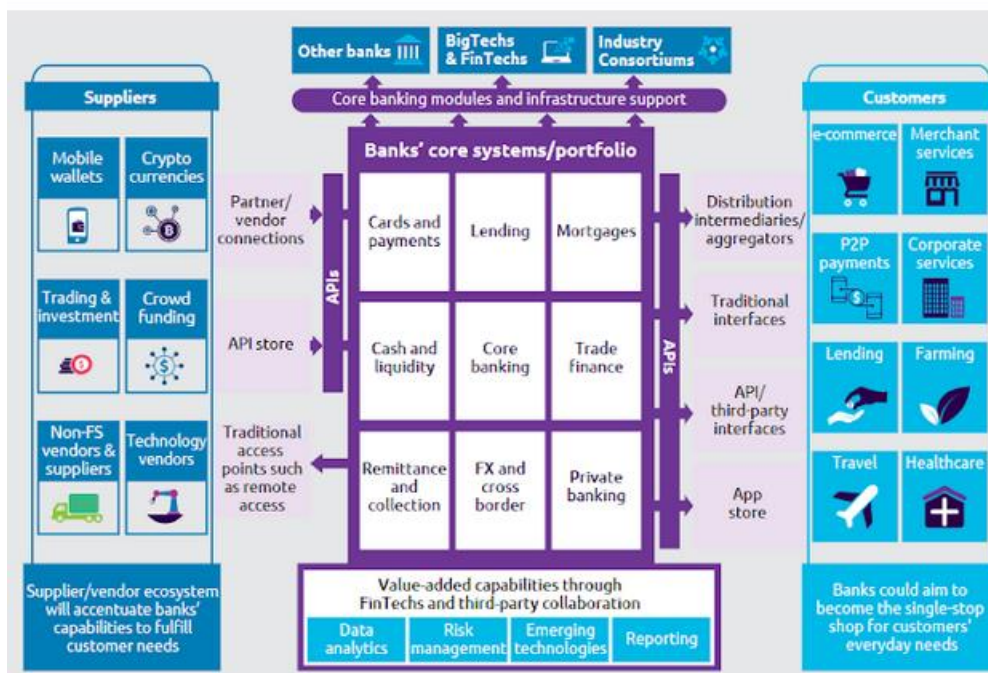 Other banks
BigTechs
& FinTechs
Industry
Consortiums
Core banking modules and infrastructure support
Suppliers
Mobile
wallets
Crypto
currencies
Trading &
investment
Crowd
funding
Non-FS
vendors &
suppliers
Technology
vendors
Supplier/vendor ecosystem
will accentuate banks'
capabilities to fulfill
customer needs
Partner/
vendor
connections
API store
Traditional
access
points such
as remote
access
APIs
Banks' core systems/portfolio
Cards and
payments
Lending
Mortgages
Cash and
liquidity
Core
banking
Trade
finance
Remittance
and
collection
FX and
cross
border
Private
banking
Value-added capabilities through
FinTechs and third-party collaboration
Data
analytics
Risk
management
Emerging
technologies
Reporting
APIs
Distribution
intermediaries/
aggregators
Traditional
interfaces
API/
third-party
interfaces
App
store
Customers
e-commerce
Merchant
services
P2P
payments
Corporate
services
Lending
Farming
Travel
Healthcare
Banks could aim to
become the single-stop
shop for customers'
everyday needs